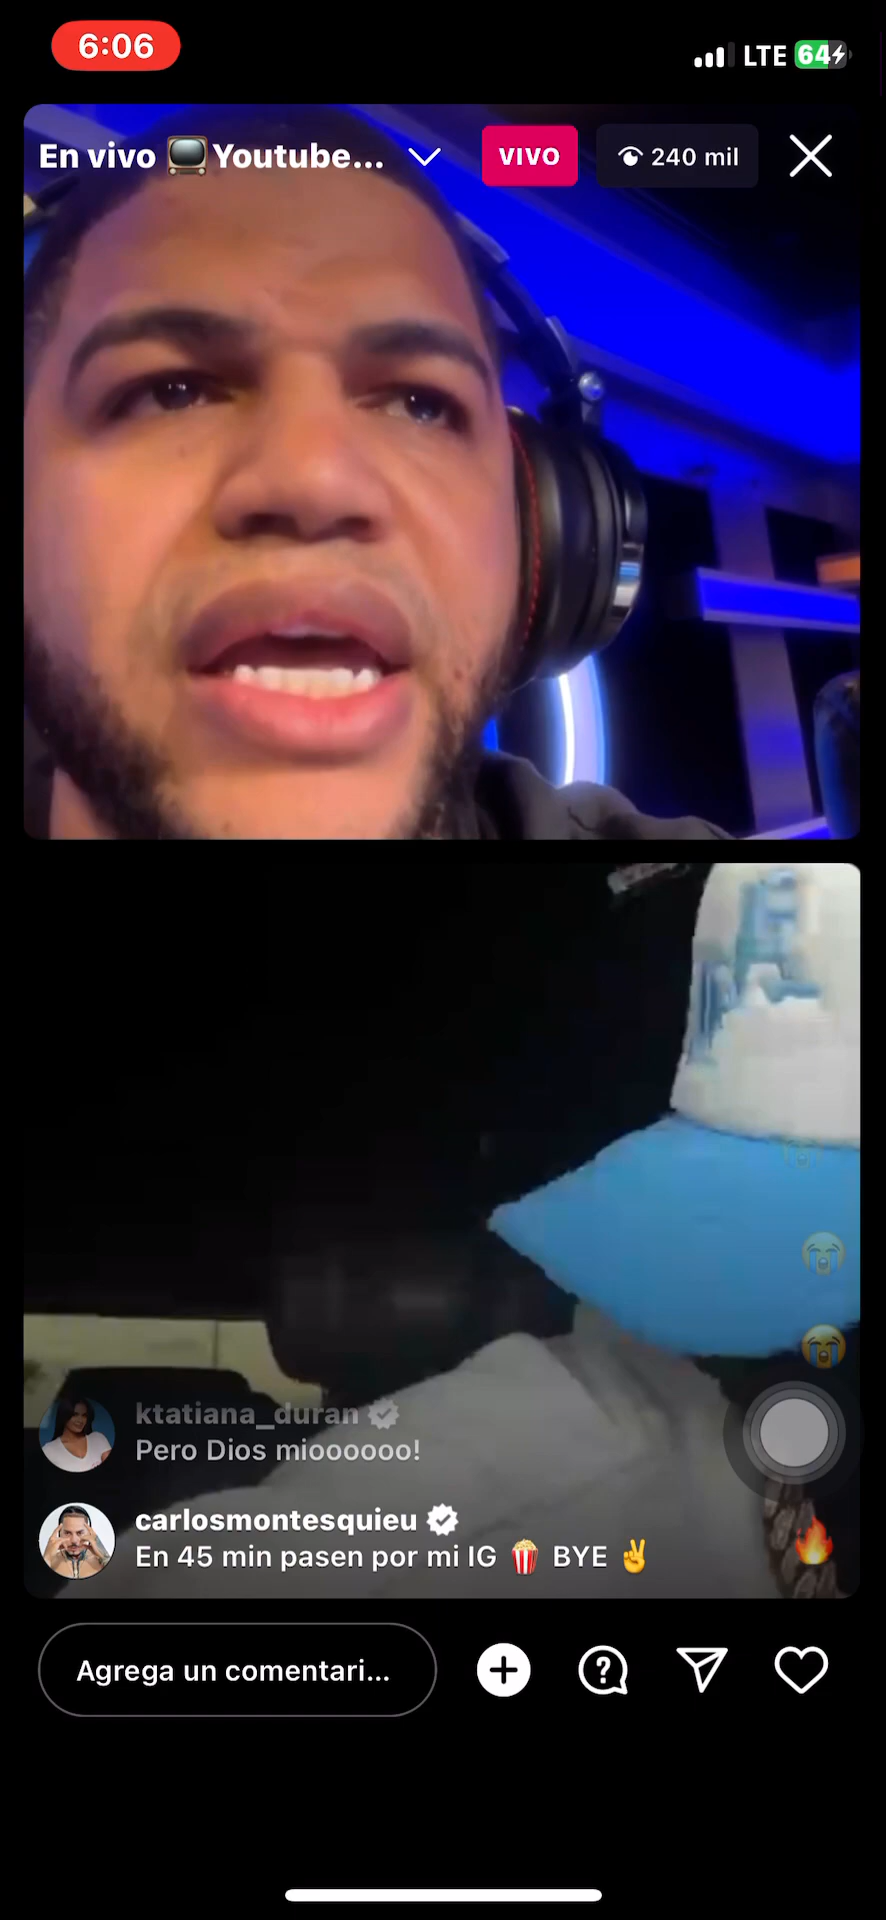 6:06
LTE 64
En vivo 📺Youtube...
VIVO
240 mil
ktatiana_duran
Pero Dios mioooooo!
carlosmontesquieu
En 45 min pasen por mi IG 🍿 BYE ✌️
Agrega un comentari...